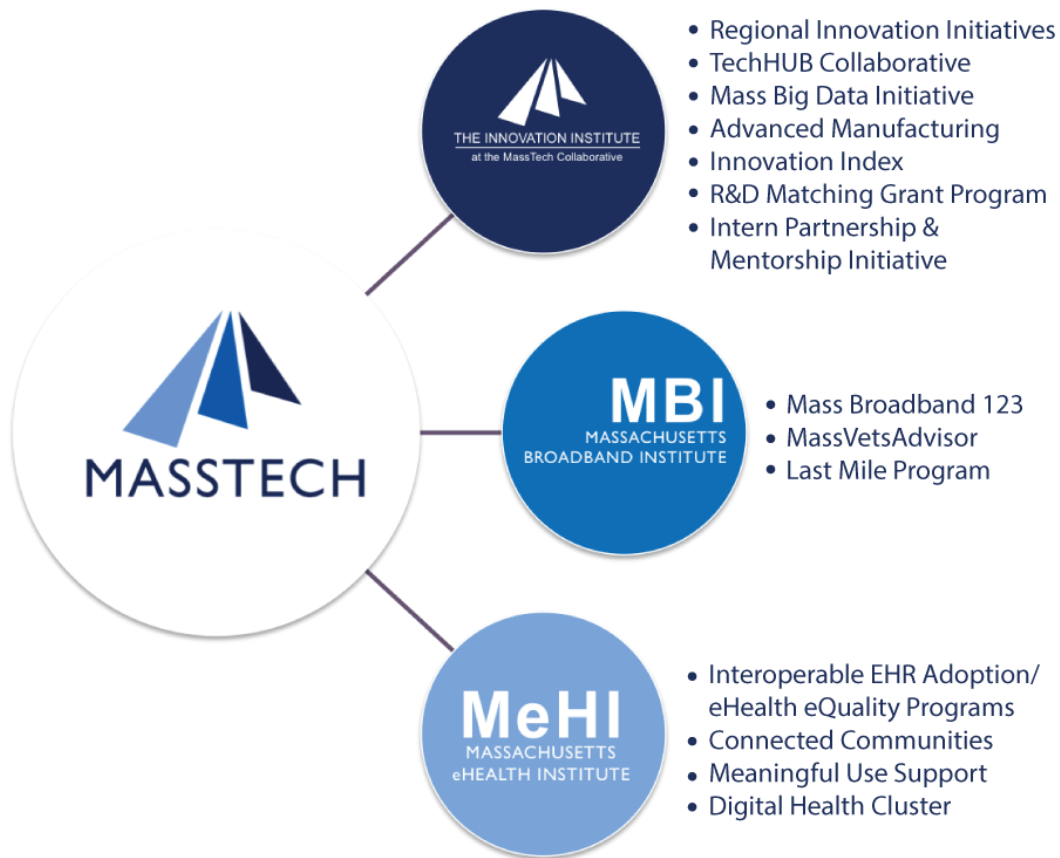 THE INNOVATION INSTITUTE
at the MassTech Collaborative
• Regional Innovation Initiatives
• TechHUB Collaborative
• Mass Big Data Initiative
• Advanced Manufacturing
• Innovation Index
• R&D Matching Grant Program
• Intern Partnership &
Mentorship Initiative
MASSTECH
MBI
MASSACHUSETTS
BROADBAND INSTITUTE
• Mass Broadband 123
• MassVetsAdvisor
• Last Mile Program
MeHI
MASSACHUSETTS
eHEALTH INSTITUTE
• Interoperable EHR Adoption/
eHealth eQuality Programs
• Connected Communities
• Meaningful Use Support
• Digital Health Cluster